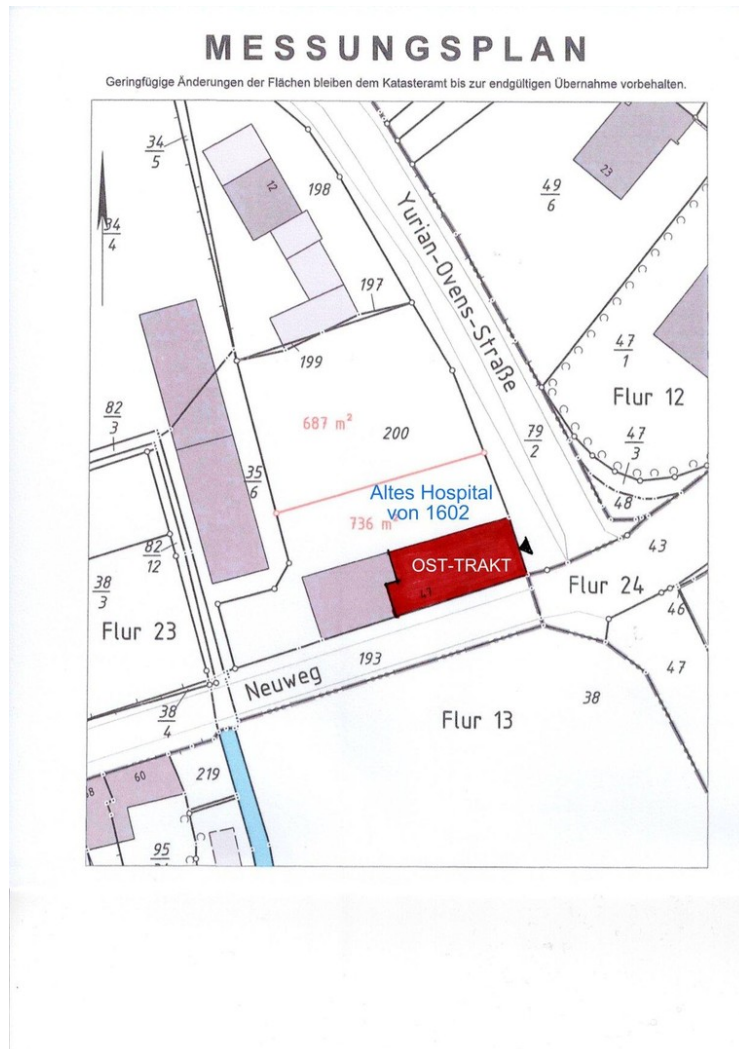 MESSUNGSPLAN
Geringfügige Änderungen der Flächen bleiben dem Katasteramt bis zur endgültigen Übernahme vorbehalten.
34
5
34
4
12
198
23
49
6
Yurian-Ovens-Straße
197
199
47
1
Flur 12
82
3
687 m²
200
79
2
47
3
35
6
48
Altes Hospital
von 1602
736 m²
82
12
43
OST-TRAKT
38
3
47
Flur 24
46
Flur 23
193
47
Neuweg
38
38
4
Flur 13
60
219
95